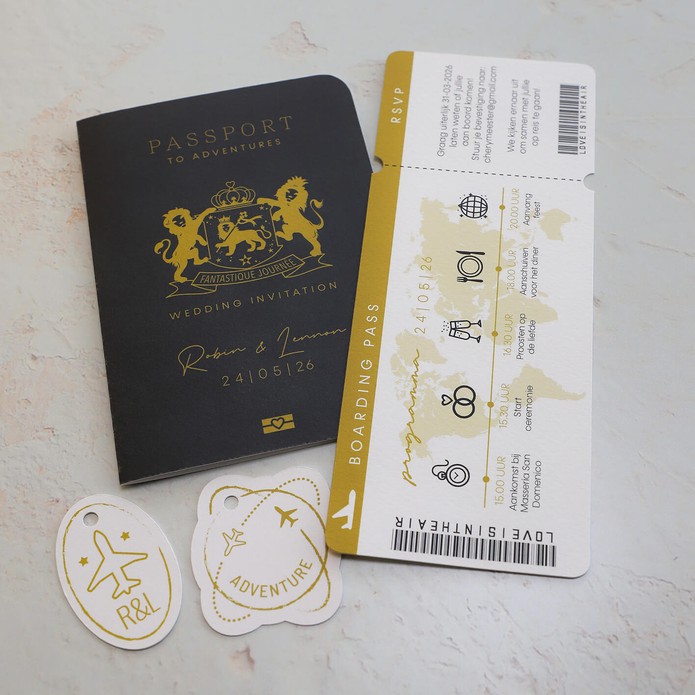 PASSPORT
TO ADVENTURES
FANTASTIQUE JOURNÉE
WEDDING INVITATION
Robin & Lennon
24|05|26
RSVP
Graag uiterlijk 31-03-2026
laten weten of jullie
aan boord komen!
Stuur je bevestiging naar:
cherymeester@gmail.com
We kijken ernaar uit
om samen met jullie
op reis te gaan!
LOVEISINTHEAIR
BOARDING PASS
programma 24|05|26
15.00 UUR
Aankomst bij
Masseria San
Domenico
15.30 UUR
Start
ceremonie
16.30 UUR
Proosten op
de liefde
18.00 UUR
Aanschuiven
voor het diner
20.00 UUR
Aanvang
feest
LOVEISINTHEAIR
R&L
ADVENTURE